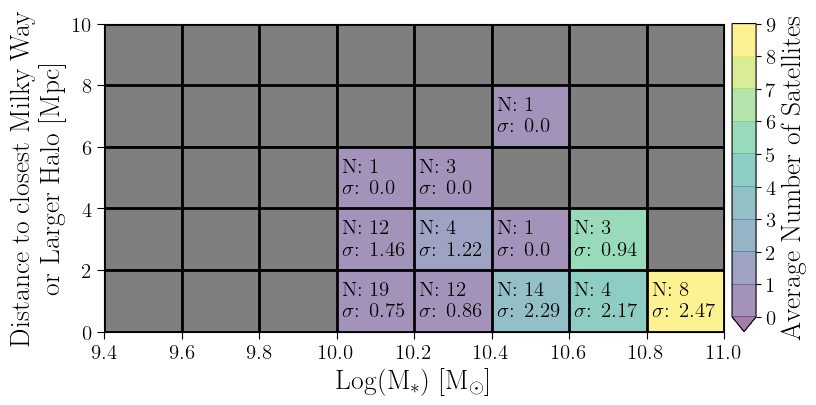 Distance to closest Milky Way
or Larger Halo [Mpc]
10
8
6
4
2
0
N: 1
σ: 0.0
N: 1
σ: 0.0
N: 3
σ: 0.0
N: 12
σ: 1.46
N: 4
σ: 1.22
N: 1
σ: 0.0
N: 3
σ: 0.94
N: 19
σ: 0.75
N: 12
σ: 0.86
N: 14
σ: 2.29
N: 4
σ: 2.17
N: 8
σ: 2.47
9.4 9.6 9.8 10.0 10.2 10.4 10.6 10.8 11.0
Log(M∗) [M⊙]
9
8
7
6
5
4
3
2
1
0
Average Number of Satellites